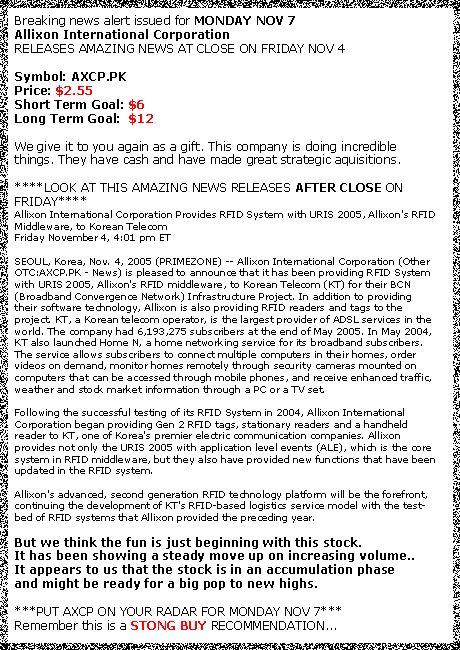 Breaking news alert issued for MONDAY NOV 7
Allixon International Corporation
RELEASES AMAZING NEWS AT CLOSE ON FRIDAY NOV 4
Symbol: AXCP.PK
Price: $2.55
Short Term Goal: $6
Long Term Goal: $12
We give it to you again as a gift. This company is doing incredible
things. They have cash and have made great strategic aquisitions.
****LOOK AT THIS AMAZING NEWS RELEASES AFTER CLOSE ON
FRIDAY****
Allixon International Corporation Provides RFID System with URIS 2005, Allixon's RFID
Middleware, to Korean Telecom
Friday November 4, 4:01 pm ET
SEOUL, Korea, Nov. 4, 2005 (PRIMEZONE) -- Allixon International Corporation (Other
OTC:AXCP.PK - News) is pleased to announce that it has been providing RFID System
with URIS 2005, Allixon's RFID middleware, to Korean Telecom (KT) for their BCN
(Broadband Convergence Network) Infrastructure Project. In addition to providing
their software technology, Allixon is also providing RFID readers and tags to the
project. KT, a Korean telecom operator, is the largest provider of ADSL services in the
world. The company had 6,193,275 subscribers at the end of May 2005. In May 2004,
KT also launched Home N, a home networking service for its broadband subscribers.
The service allows subscribers to connect multiple computers in their homes, order
videos on demand, monitor homes remotely through security cameras mounted on
computers that can be accessed through mobile phones, and receive enhanced traffic,
weather and stock market information through a PC or a TV set.
Following the successful testing of its RFID System in 2004, Allixon International
Corporation began providing Gen 2 RFID tags, stationary readers and a handheld
reader to KT, one of Korea's premier electric communication companies. Allixon
provides not only the URIS 2005 with application level events (ALE), which is the core
system in RFID middleware, but they also have provided new functions that have been
updated in the RFID system.
Allixon's advanced, second generation RFID technology platform will be the forefront,
continuing the development of KT's RFID-based logistics service model with the test-
bed of RFID systems that Allixon provided the preceding year.
But we think the fun is just beginning with this stock.
It has been showing a steady move up on increasing volume..
It appears to us that the stock is in an accumulation phase
and might be ready for a big pop to new highs.
***PUT AXCP ON YOUR RADAR FOR MONDAY NOV 7***
Remember this is a STONG BUY RECOMMENDATION...